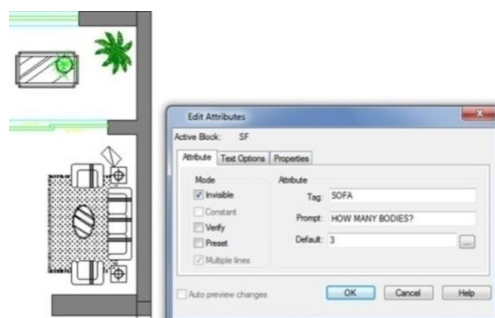 Edit Attributes
Active Block: SF
Attribute Text Options Properties
Mode
Invisible
Constant
Verify
Preset
Multiple lines
Attribute
Tag: SOFA
Prompt: HOW MANY BODIES?
Default: 3
...
Auto preview changes
OK Cancel Help